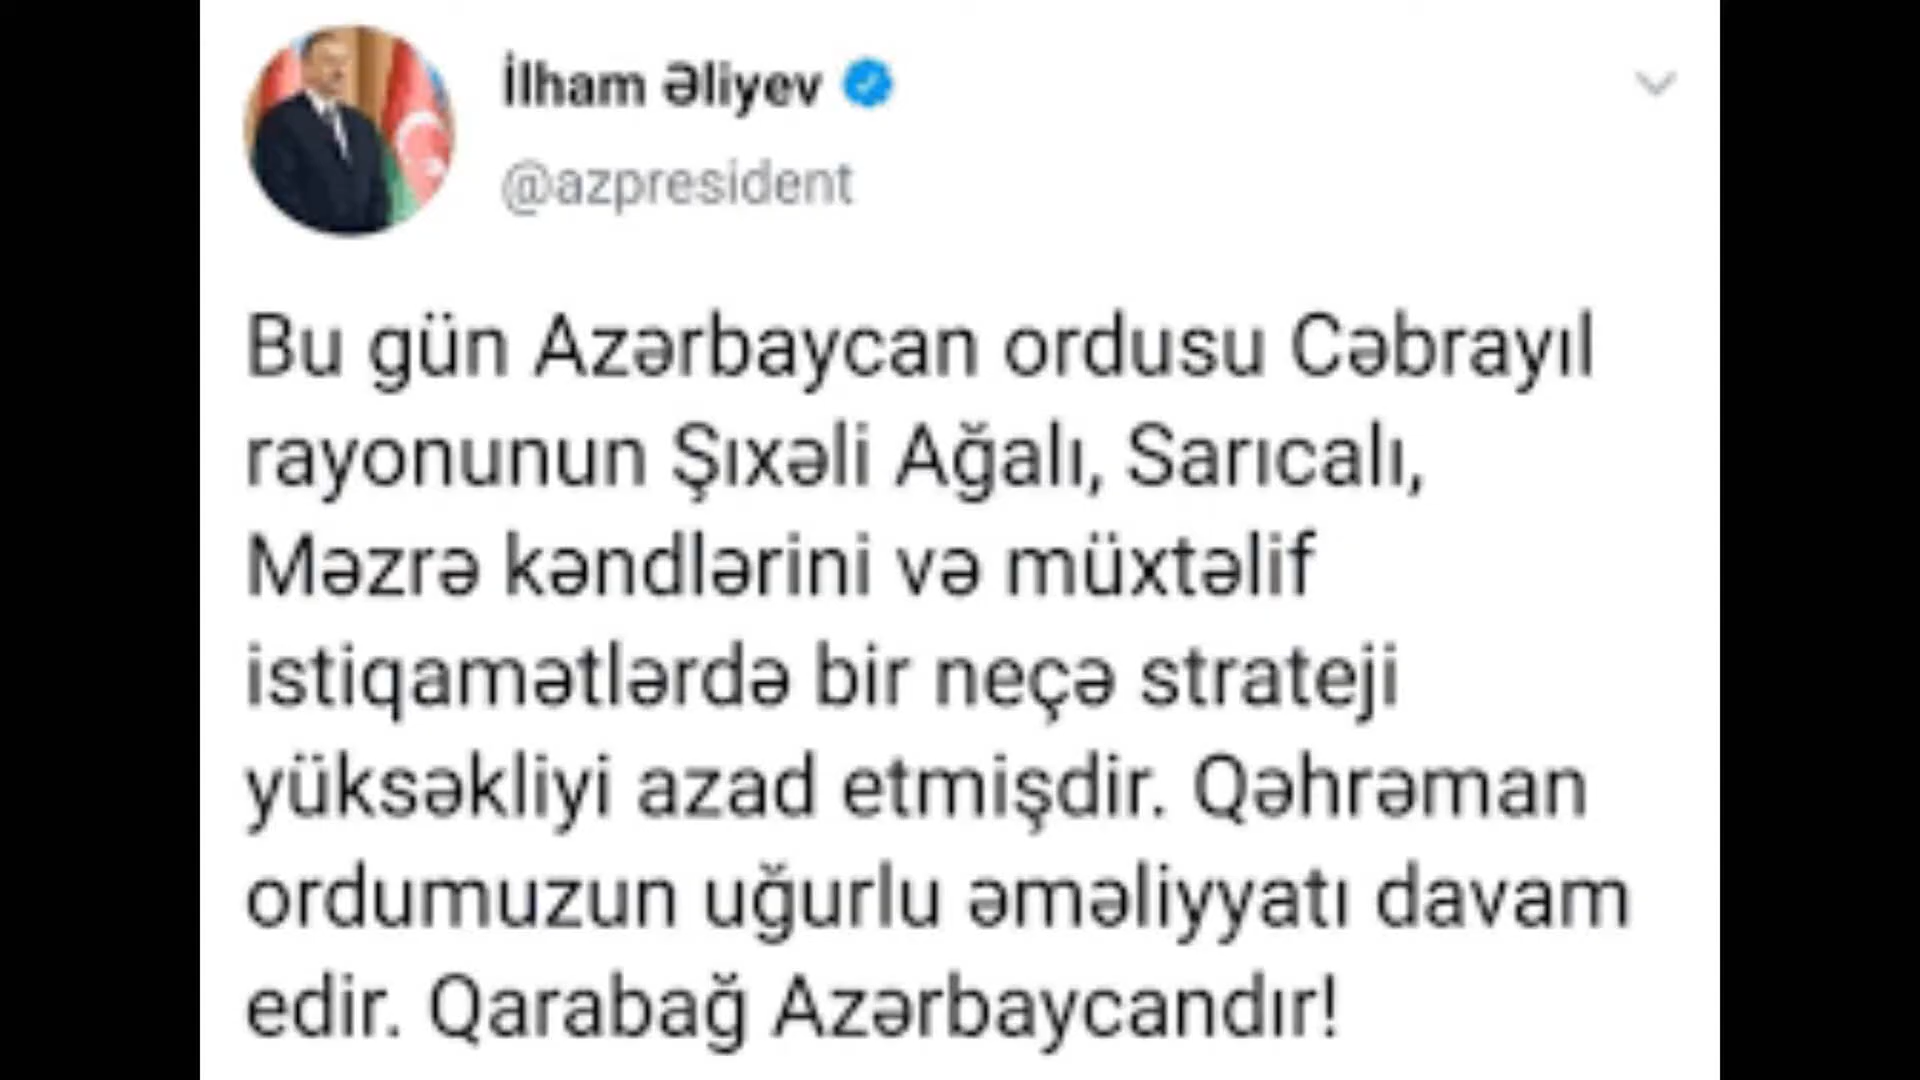 İlham Əliyev
@azpresident
Bu gün Azərbaycan ordusu Cəbrayıl
rayonunun Şıxəli Ağalı, Sarıcalı,
Məzrə kəndlərini və müxtəlif
istiqamətlərdə bir neçə strateji
yüksəkliyi azad etmişdir. Qəhrəman
ordumuzun uğurlu əməliyyatı davam
edir. Qarabağ Azərbaycandır!